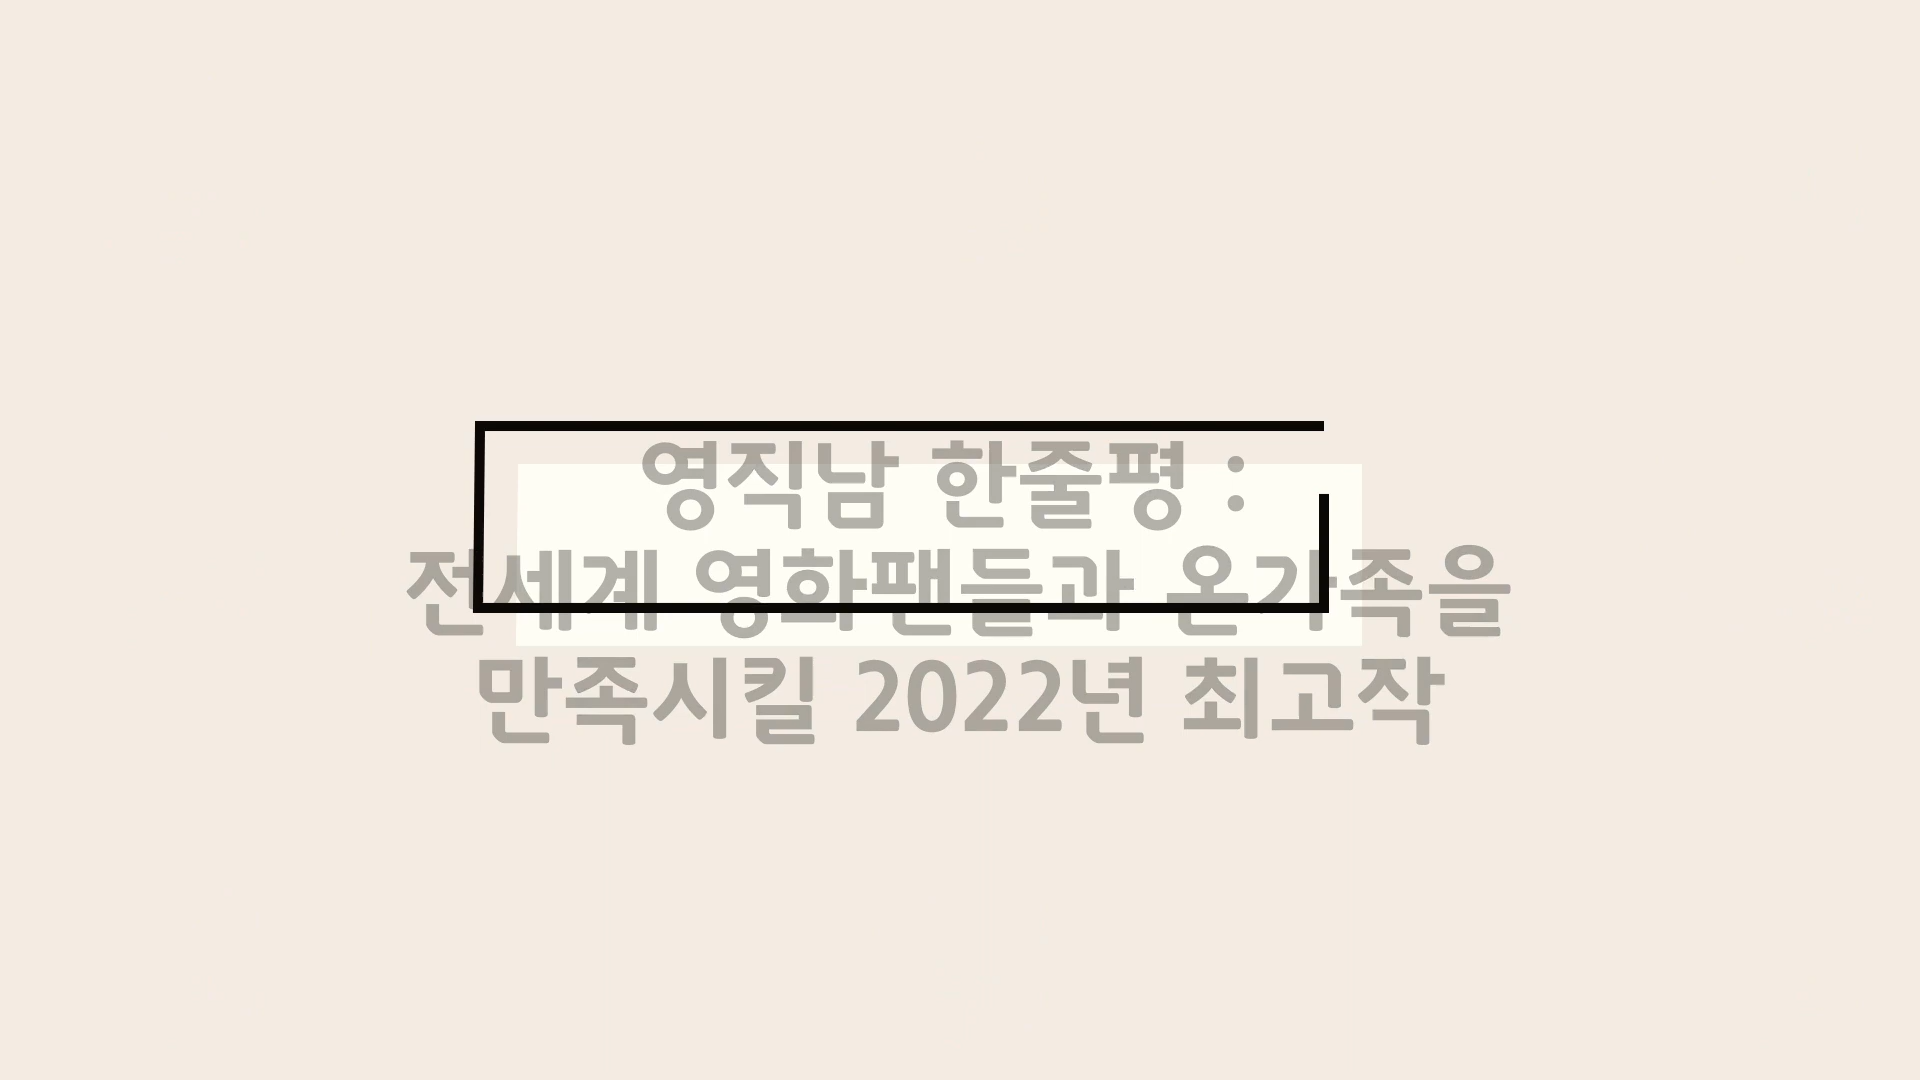 영직남 한줄평 :
전세계 영화팬들과 온가족을
만족시킬 2022년 최고작